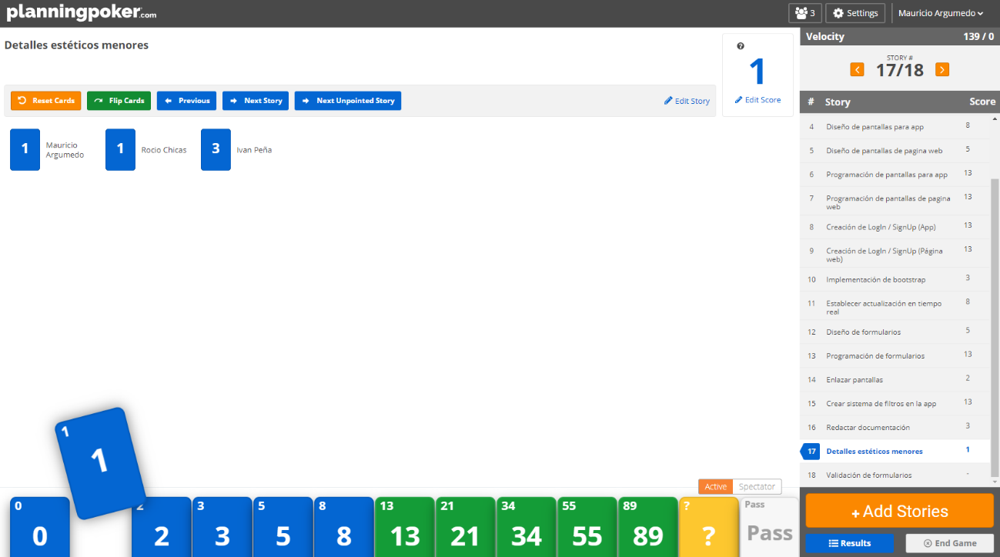 planningpoker.com
3
Settings
Mauricio Argumedo
Detalles estéticos menores
?
1
Edit Score
Reset Cards
Flip Cards
Previous
Next Story
Next Unpointed Story
Edit Story
1
Mauricio
Argumedo
1
Rocio Chicas
3
Ivan Peña
Velocity 139 / 0
STORY #
17/18
# Story Score
4 Diseño de pantallas para app 8
5 Diseño de pantallas de pagina web 5
6 Programación de pantallas para app 13
7 Programación de pantallas de pagina 13
web
8 Creación de LogIn / SignUp (App) 13
9 Creación de LogIn / SignUp (Página 13
web)
10 Implementación de bootstrap 3
11 Establecer actualización en tiempo 8
real
12 Diseño de formularios 5
13 Programación de formularios 13
14 Enlazar pantallas 2
15 Crear sistema de filtros en la app 13
16 Redactar documentación 3
17 Detalles estéticos menores 1
18 Validación de formularios -
+ Add Stories
Results
End Game
Active Spectator
1
1
0
0
2
2
3
3
5
5
8
8
13
13
21
21
34
34
55
55
89
89
?
?
Pass
Pass